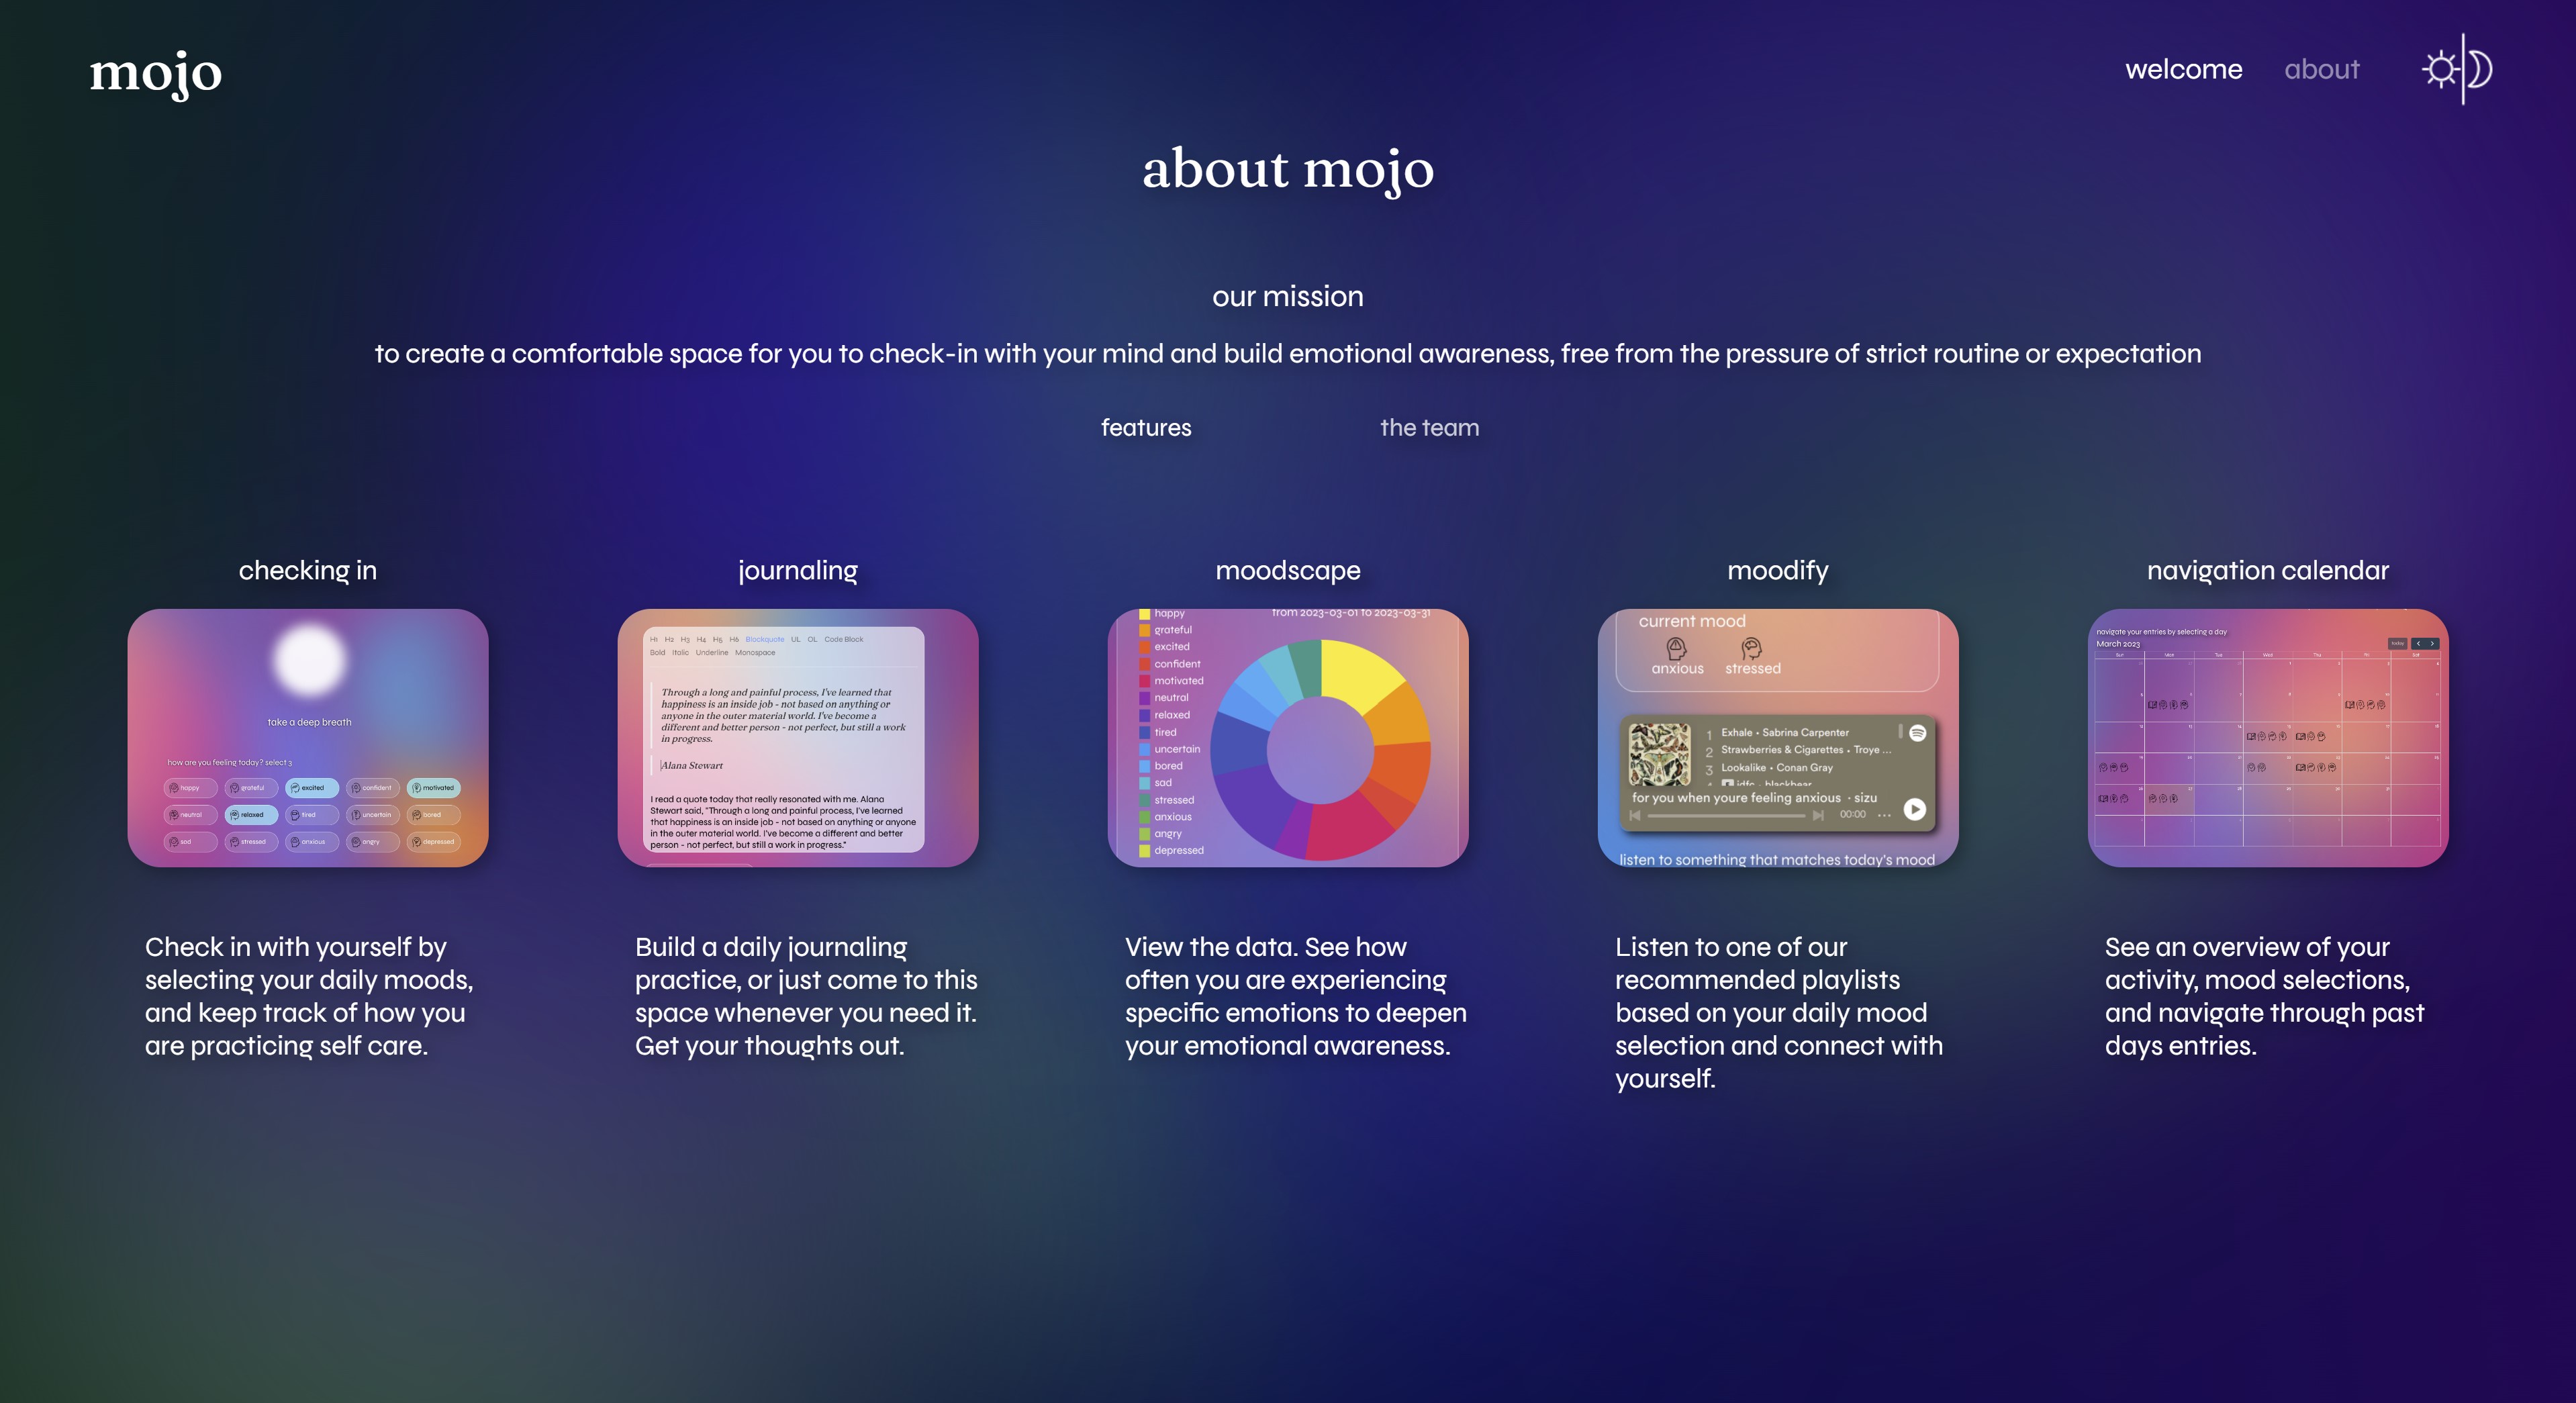 mojo
welcome
about
about mojo
our mission
to create a comfortable space for you to check-in with your mind and build emotional awareness, free from the pressure of strict routine or expectation
features
the team
checking in
take a deep breath
how are you feeling today? select 3
happy grateful excited confident motivated
neutral relaxed tired uncertain bored
sad stressed anxious angry depressed
Check in with yourself by
selecting your daily moods,
and keep track of how you
are practicing self care.
journaling
H1 H2 H3 H4 H5 H6 Blockquote UL OL Code Block
Bold Italic Underline Monospace
Through a long and painful process, I've learned that
happiness is an inside job - not based on anything or
anyone in the outer material world. I've become a
different and better person - not perfect, but still a work
in progress.
Alana Stewart
I read a quote today that really resonated with me. Alana
Stewart said, "Through a long and painful process, I've learned
that happiness is an inside job - not based on anything or anyone
in the outer material world. I've become a different and better
person - not perfect, but still a work in progress."
Build a daily journaling
practice, or just come to this
space whenever you need it.
Get your thoughts out.
moodscape
from 2023-03-01 to 2023-03-31
happy
grateful
excited
confident
motivated
neutral
relaxed
tired
uncertain
bored
sad
stressed
anxious
angry
depressed
View the data. See how
often you are experiencing
specific emotions to deepen
your emotional awareness.
moodify
current mood
anxious stressed
1 Exhale • Sabrina Carpenter
2 Strawberries & Cigarettes • Troye ...
3 Lookalike • Conan Gray
idfc • blackbear
for you when youre feeling anxious · sizu
00:00
listen to something that matches today's mood
Listen to one of our
recommended playlists
based on your daily mood
selection and connect with
yourself.
navigation calendar
navigate your entries by selecting a day
March 2023
today
Sun Mon Tue Wed Thu Fri Sat
See an overview of your
activity, mood selections,
and navigate through past
days entries.